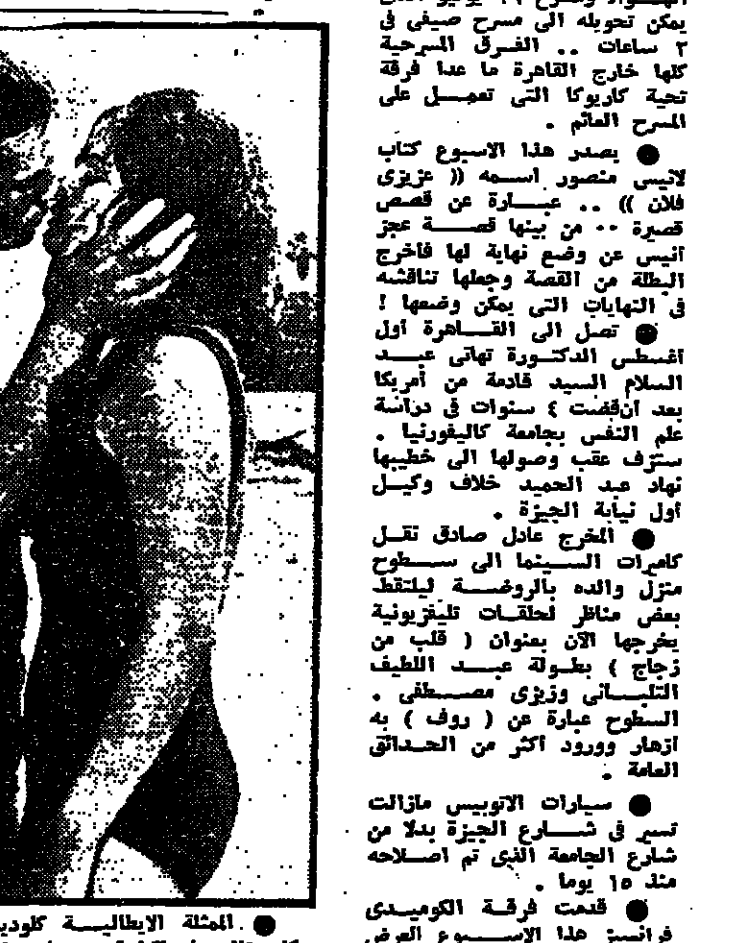 يمكن تحويله الى مسرح صيفى فى
٢ ساعات .. الفرق المسرحية
كلها خارج القاهرة ما عدا فرقة
تحية كاريوكا التى تعمل على
المسرح العائم .
● يصدر هذا الاسبوع كتاب
لانيس منصور اسمه (( عزيزى
فلان )) .. عبارة عن قصص
قصيرة .. من بينها قصة عجز
أنيس عن وضع نهاية لها فأخرج
البطلة من القصة وجعلها تناقشه
فى النهايات التى يمكن وضعها !
● تصل الى القاهرة أول
أغسطس الدكتورة تهانى عبد
السلام السيد قادمة من أمريكا
بعد أن قضت ٤ سنوات فى دراسة
علم النفس بجامعة كاليفورنيا .
ستزف عقب وصولها الى خطيبها
نهاد عبد الحميد خلاف وكيل
أول نيابة الجيزة .
● المخرج عادل صادق نقل
كاميرات السينما الى سطوح
منزل والده بالروضة ليلتقط
بعض مناظر لحلقات تليفزيونية
يخرجها الآن بعنوان ( قلب من
زجاج ) بطولة عبد اللطيف
التلبانى وزيزى مصطفى .
السطوح عبارة عن ( روف ) به
ازهار وورود أكثر من الحدائق
العامة .
● سيارات الاتوبيس مازالت
تسير فى شارع الجيزة بدلا من
شارع الجامعة الذى تم اصلاحه
منذ ١٥ يوما .
● قدمت فرقة الكوميدى
فرانسيز هذا الاسبوع العرض
● الممثلة الايطالية كلوديا